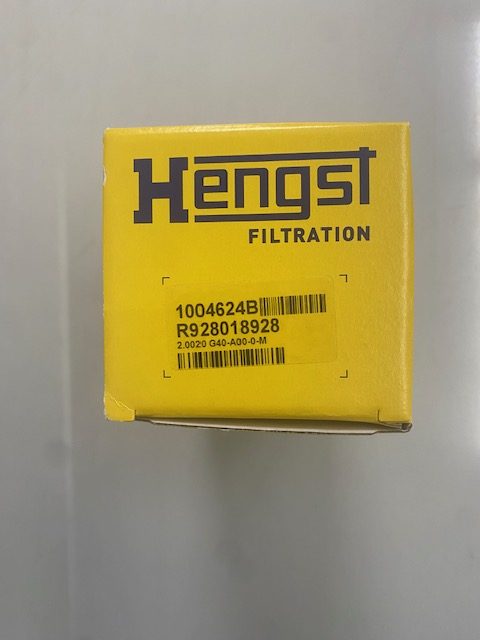 Hengst
FILTRATION
1004624B
R928018928
2.0020 G40-A00-0-M